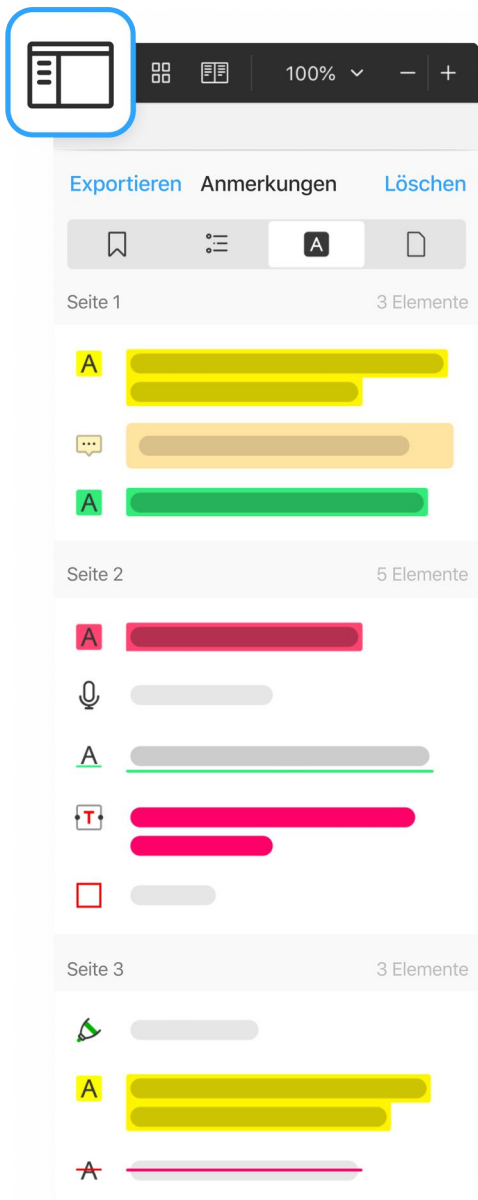 100%
Exportieren Anmerkungen Löschen
A
Seite 1 3 Elemente
A
A
Seite 2 5 Elemente
A
A
T
Seite 3 3 Elemente
A
A